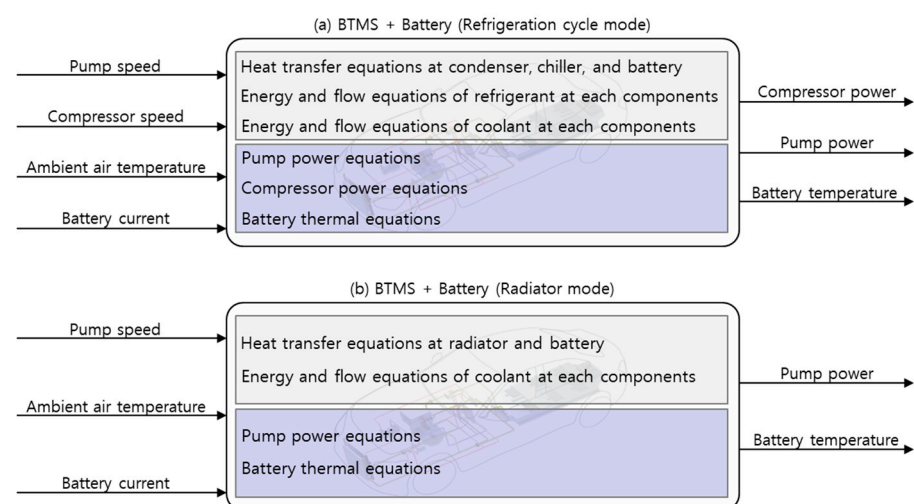 (a) BTMS + Battery (Refrigeration cycle mode)
Pump speed
Compressor speed
Ambient air temperature
Battery current
Heat transfer equations at condenser, chiller, and battery
Energy and flow equations of refrigerant at each components
Energy and flow equations of coolant at each components
Pump power equations
Compressor power equations
Battery thermal equations
Compressor power
Pump power
Battery temperature
(b) BTMS + Battery (Radiator mode)
Pump speed
Ambient air temperature
Battery current
Heat transfer equations at radiator and battery
Energy and flow equations of coolant at each components
Pump power equations
Battery thermal equations
Pump power
Battery temperature